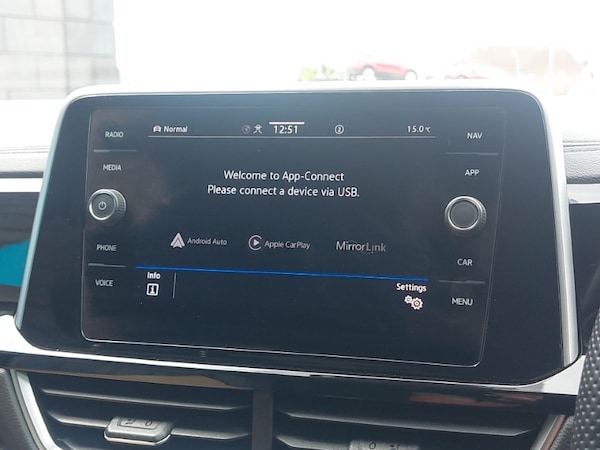 Normal
12:51
15.0 °C
RADIO
MEDIA
PHONE
VOICE
Welcome to App-Connect
Please connect a device via USB.
Android Auto
Apple CarPlay
MirrorLink
Info
Settings
NAV
APP
CAR
MENU